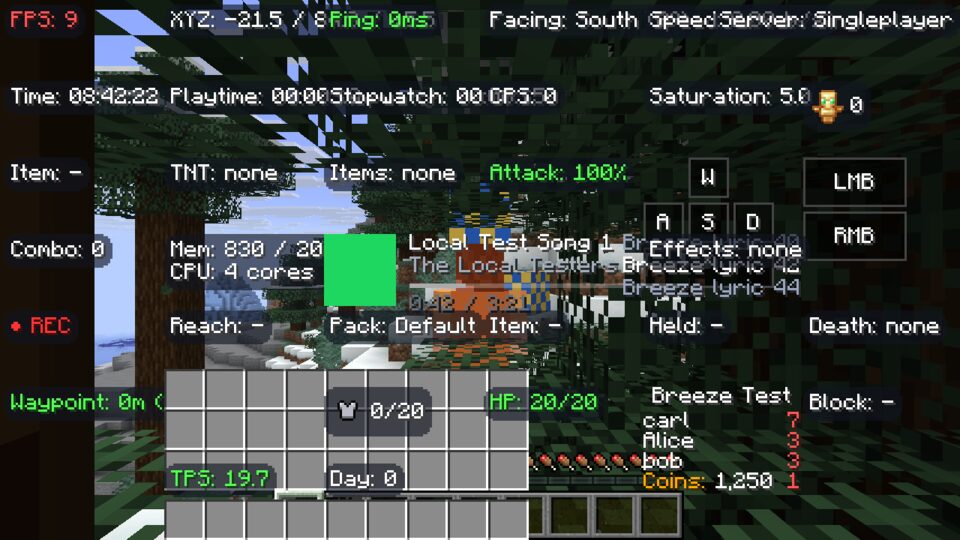 FPS: 9
XYZ: -21.5 / 8
Ring: 0ms
Facing: South
Speed
Server: Singleplayer
Time: 08:42:22
Playtime: 00:00
Stopwatch: 00:
CPS: 0
Saturation: 5.0
0
Item: -
TNT: none
Items: none
Attack: 100%
W
LMB
A S D
RMB
Combo: 0
Mem: 830 / 20
CPU: 4 cores
Local Test Song 1
The Local Testers
0:42 / 3:21
Effects: none
Breeze lyric 42
Breeze lyric 44
● REC
Reach: -
Pack: Default
Item: -
Held: -
Death: none
Waypoint: 0m (
0/20
HP: 20/20
Breeze Test
carl 7
Alice 3
bob 3
Coins: 1,250 1
Block: -
TPS: 19.7
Day: 0